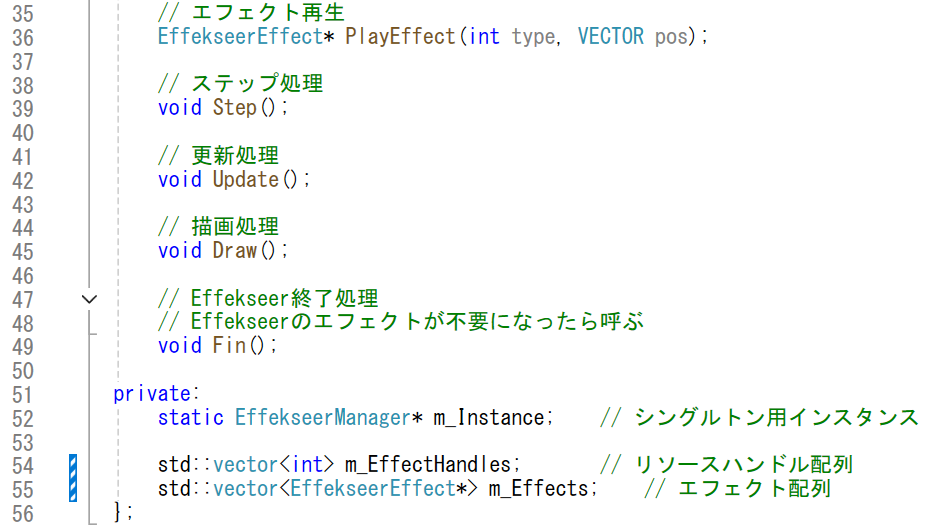 35 // エフェクト再生
36 EffekseerEffect* PlayEffect(int type, VECTOR pos);
37
38 // ステップ処理
39 void Step();
40
41 // 更新処理
42 void Update();
43
44 // 描画処理
45 void Draw();
46
47 // Effekseer終了処理
48 // Effekseerのエフェクトが不要になったら呼ぶ
49 void Fin();
50
51 private:
52 static EffekseerManager* m_Instance; // シングルトン用インスタンス
53
54 std::vector<int> m_EffectHandles; // リソースハンドル配列
55 std::vector<EffekseerEffect*> m_Effects; // エフェクト配列
56 };